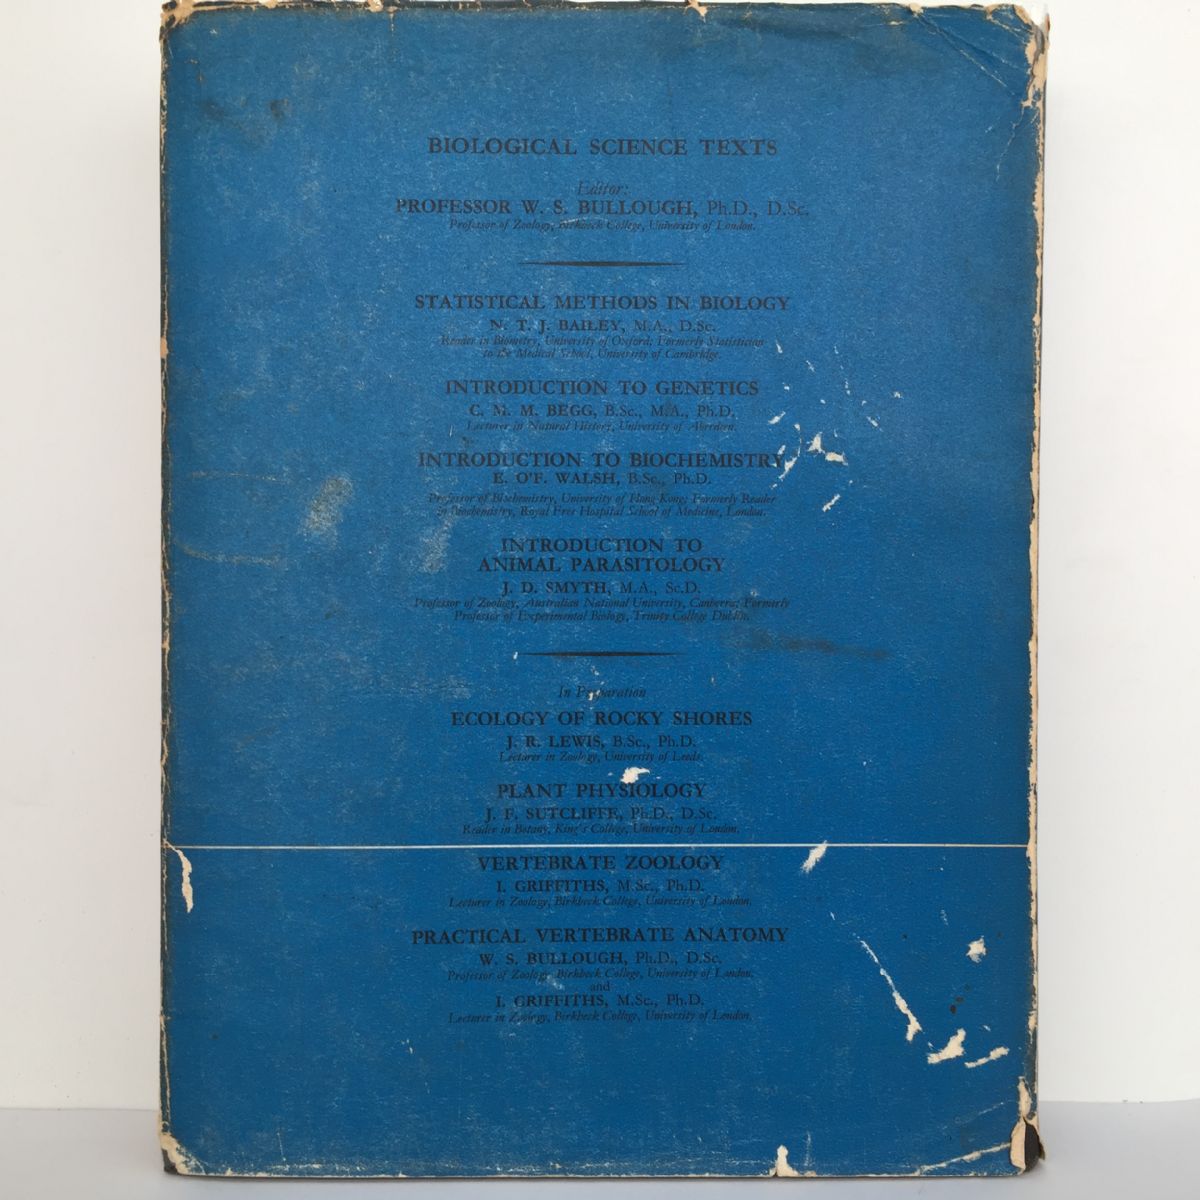 BIOLOGICAL SCIENCE TEXTS
Editor:
PROFESSOR W. S. BULLOUGH, Ph.D., D.Sc.
Professor of Zoology, Birkbeck College, University of London.
STATISTICAL METHODS IN BIOLOGY
N. T. J. BAILEY, M.A., D.Sc.
Reader in Biometry, University of Oxford; Formerly Statistician
to the Medical School, University of Cambridge.
INTRODUCTION TO GENETICS
C. M. M. BEGG, B.Sc., M.A., Ph.D.
Lecturer in Natural History, University of Aberdeen.
INTRODUCTION TO BIOCHEMISTRY
E. O'F. WALSH, B.Sc., Ph.D.
Professor of Biochemistry, University of Hong Kong; Formerly Reader
in Biochemistry, Royal Free Hospital School of Medicine, London.
INTRODUCTION TO
ANIMAL PARASITOLOGY
J. D. SMYTH, M.A., Sc.D.
Professor of Zoology, Australian National University, Canberra; Formerly
Professor of Experimental Biology, Trinity College Dublin.
In Preparation
ECOLOGY OF ROCKY SHORES
J. R. LEWIS, B.Sc., Ph.D.
Lecturer in Zoology, University of Leeds.
PLANT PHYSIOLOGY
J. F. SUTCLIFFE, Ph.D., D.Sc.
Reader in Botany, King's College, University of London.
VERTEBRATE ZOOLOGY
I. GRIFFITHS, M.Sc., Ph.D.
Lecturer in Zoology, Birkbeck College, University of London.
PRACTICAL VERTEBRATE ANATOMY
W. S. BULLOUGH, Ph.D., D.Sc.
Professor of Zoology, Birkbeck College, University of London.
and
I. GRIFFITHS, M.Sc., Ph.D.
Lecturer in Zoology, Birkbeck College, University of London.